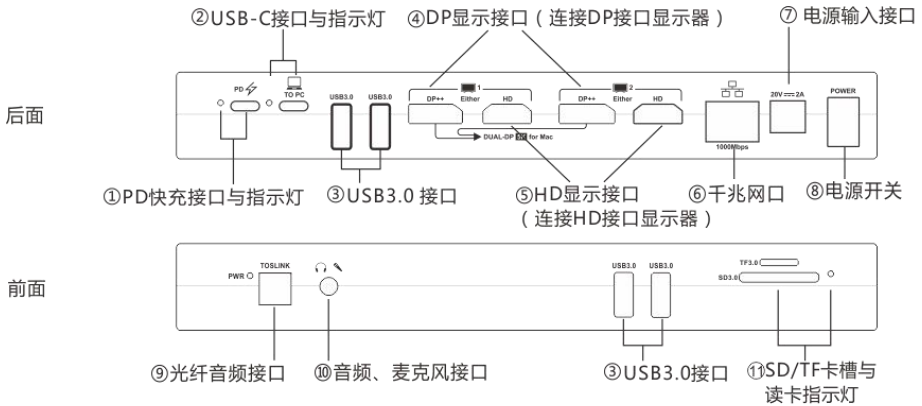 ②USB-C接口与指示灯
④DP显示接口（连接DP接口显示器）
⑦ 电源输入接口
后面
PD
TO PC
USB3.0 USB3.0
1
DP++ Either HD
2
DP++ Either HD
20V 2A
POWER
DUAL-DP for Mac
1000Mbps
①PD快充接口与指示灯
③USB3.0 接口
⑤HD显示接口
（连接HD接口显示器）
⑥千兆网口
⑧电源开关
前面
PWR
TOSLINK
USB3.0 USB3.0
TF3.0
SD3.0
⑨光纤音频接口
⑩音频、麦克风接口
③USB3.0接口
⑪SD/TF卡槽与
读卡指示灯